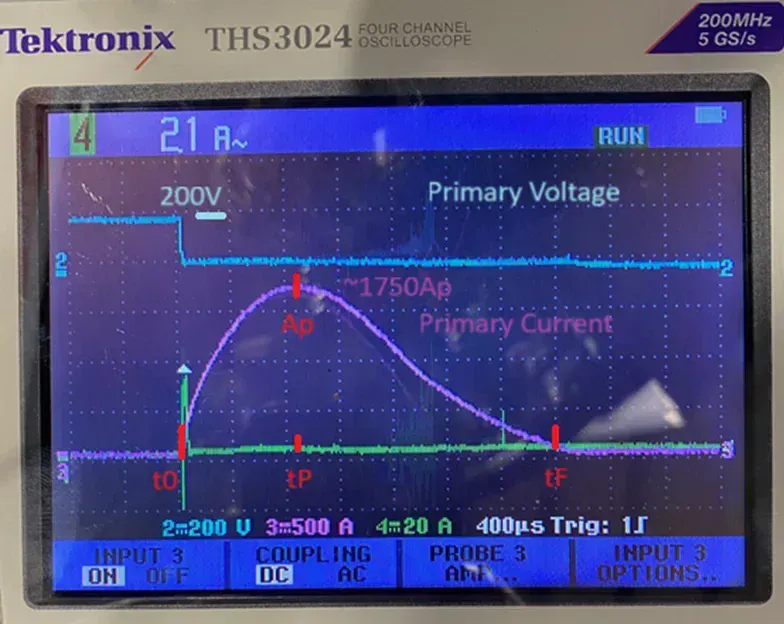 Tektronix THS3024 FOUR CHANNEL OSCILLOSCOPE
200MHz
5 GS/s
4 21 A~ RUN
200V Primary Voltage
2 2
~1750Ap
Ap Primary Current
3 3
t0 tP tF
2=200 V 3=500 A 4=20 A 400µs Trig: 1
INPUT 3 COUPLING PROBE 3 INPUT 3
ON OFF DC AC OPTIONS..